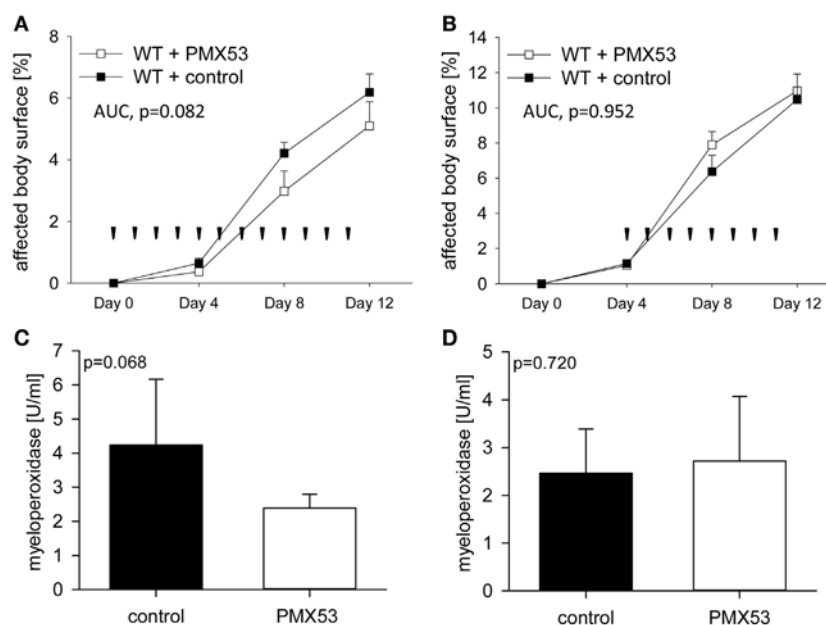 A
affected body surface [%]
8
6
4
2
0
WT + PMX53
WT + control
AUC, p=0.082
Day 0
Day 4
Day 8
Day 12
B
affected body surface [%]
14
12
10
8
6
4
2
0
WT + PMX53
WT + control
AUC, p=0.952
Day 0
Day 4
Day 8
Day 12
C
myeloperoxidase [U/ml]
7
6
5
4
3
2
1
0
p=0.068
control
PMX53
D
myeloperoxidase [U/ml]
5
4
3
2
1
0
p=0.720
control
PMX53